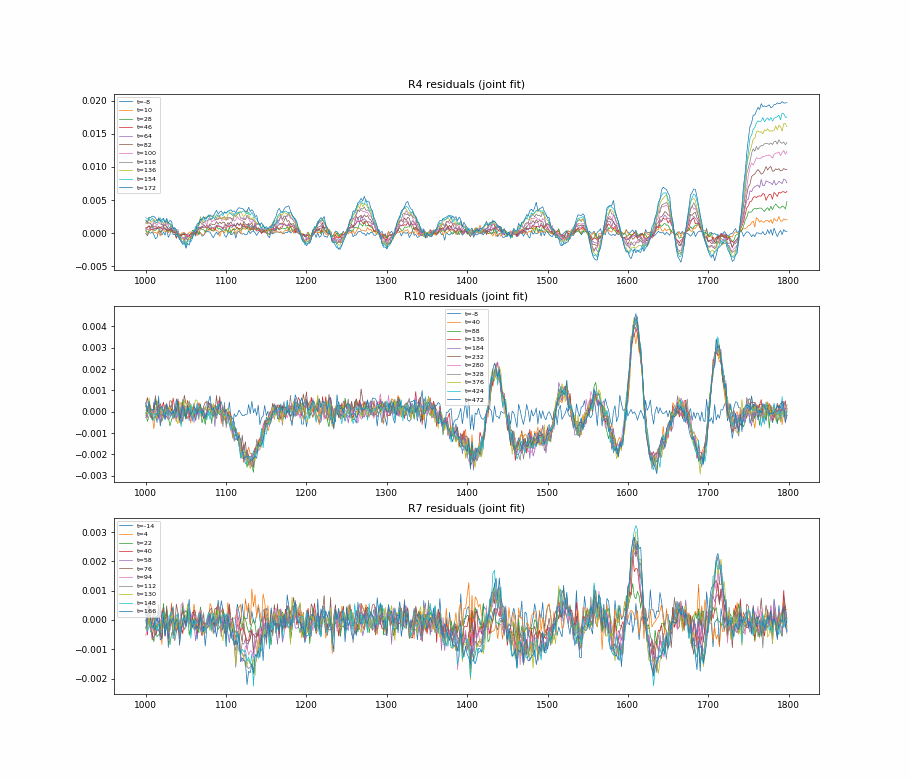 R4 residuals (joint fit)
0.020
0.015
0.010
0.005
0.000
−0.005
t=-8
t=10
t=28
t=46
t=64
t=82
t=100
t=118
t=136
t=154
t=172
1000 1100 1200 1300 1400 1500 1600 1700 1800
R10 residuals (joint fit)
0.004
0.003
0.002
0.001
0.000
−0.001
−0.002
−0.003
t=-8
t=40
t=88
t=136
t=184
t=232
t=280
t=328
t=376
t=424
t=472
1000 1100 1200 1300 1400 1500 1600 1700 1800
R7 residuals (joint fit)
0.003
0.002
0.001
0.000
−0.001
−0.002
t=-14
t=4
t=22
t=40
t=58
t=76
t=94
t=112
t=130
t=148
t=166
1000 1100 1200 1300 1400 1500 1600 1700 1800